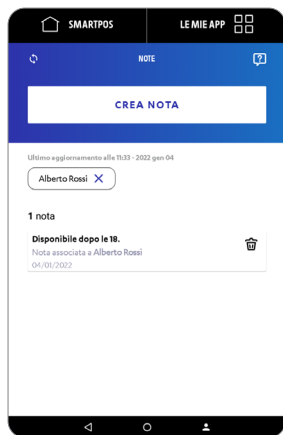 SMARTPOS
LE MIE APP
NOTE
CREA NOTA
Ultimo aggiornamento alle 11:33 - 2022 gen 04
Alberto Rossi
1 nota
Disponibile dopo le 18.
Nota associata a Alberto Rossi
04/01/2022